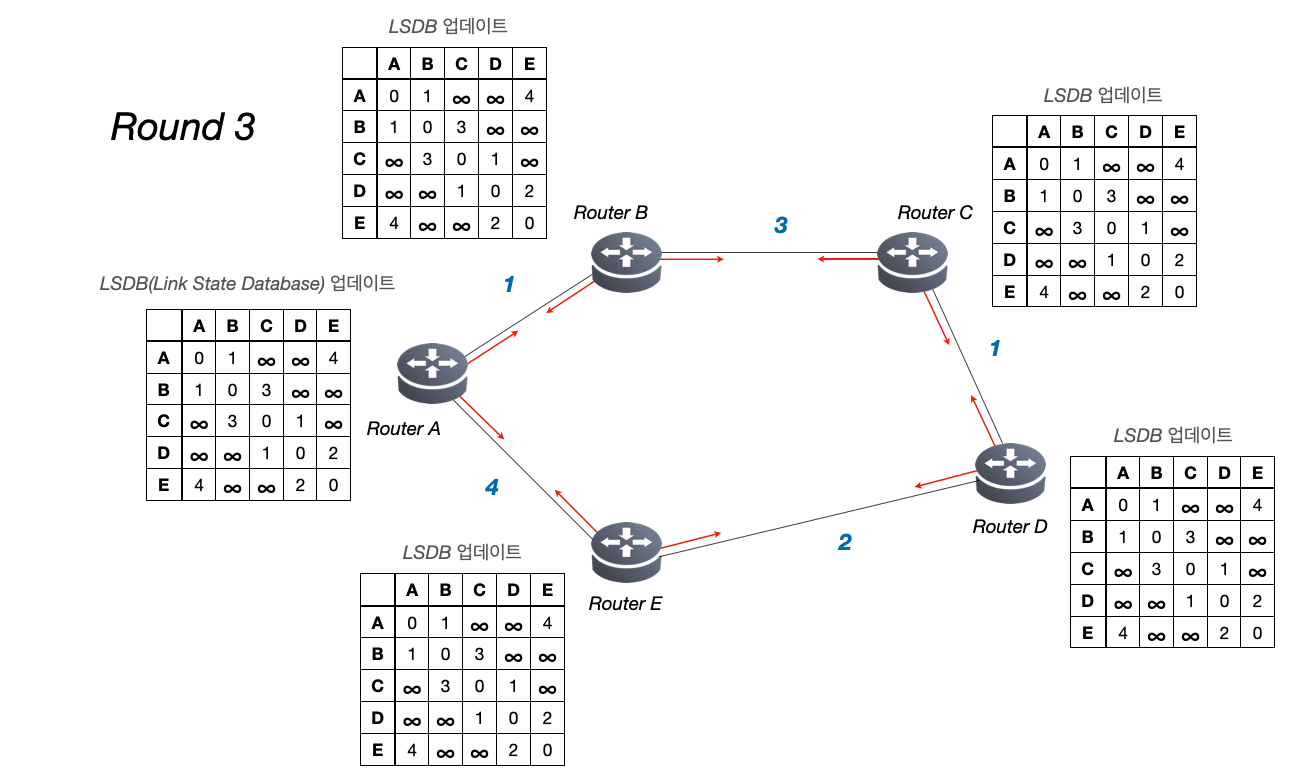 LSDB 업데이트
A B C D E
A 0 1 ∞ ∞ 4
B 1 0 3 ∞ ∞
C ∞ 3 0 1 ∞
D ∞ ∞ 1 0 2
E 4 ∞ ∞ 2 0
Round 3
LSDB 업데이트
A B C D E
A 0 1 ∞ ∞ 4
B 1 0 3 ∞ ∞
C ∞ 3 0 1 ∞
D ∞ ∞ 1 0 2
E 4 ∞ ∞ 2 0
Router B
3
Router C
1
LSDB(Link State Database) 업데이트
A B C D E
A 0 1 ∞ ∞ 4
B 1 0 3 ∞ ∞
C ∞ 3 0 1 ∞
D ∞ ∞ 1 0 2
E 4 ∞ ∞ 2 0
Router A
1
4
LSDB 업데이트
A B C D E
A 0 1 ∞ ∞ 4
B 1 0 3 ∞ ∞
C ∞ 3 0 1 ∞
D ∞ ∞ 1 0 2
E 4 ∞ ∞ 2 0
Router D
2
LSDB 업데이트
A B C D E
A 0 1 ∞ ∞ 4
B 1 0 3 ∞ ∞
C ∞ 3 0 1 ∞
D ∞ ∞ 1 0 2
E 4 ∞ ∞ 2 0
Router E